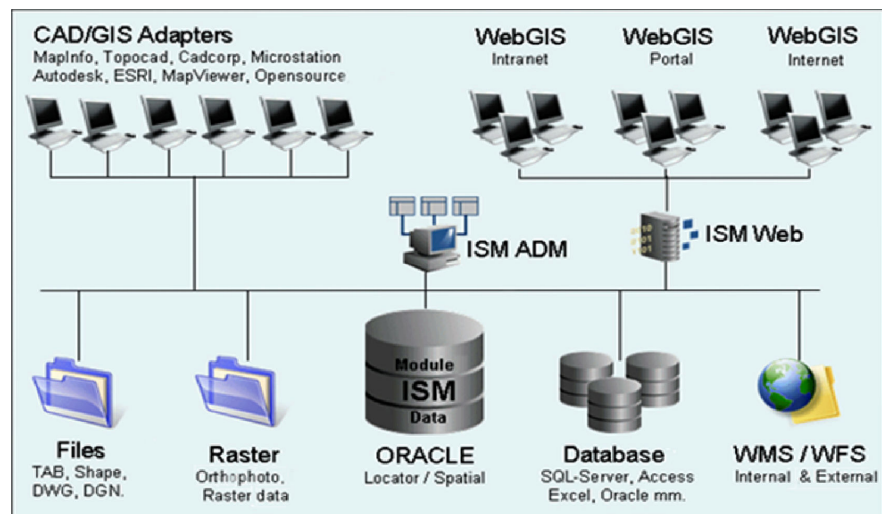 CAD/GIS Adapters
MapInfo, Topocad, Cadcorp, Microstation
Autodesk, ESRI, MapViewer, Opensource
WebGIS
Intranet
WebGIS
Portal
WebGIS
Internet
ISM ADM
ISM Web
Module
ISM
Data
Files
TAB, Shape,
DWG, DGN.
Raster
Orthophoto,
Raster data
ORACLE
Locator / Spatial
Database
SQL-Server, Access
Excel, Oracle mm.
WMS / WFS
Internal & External